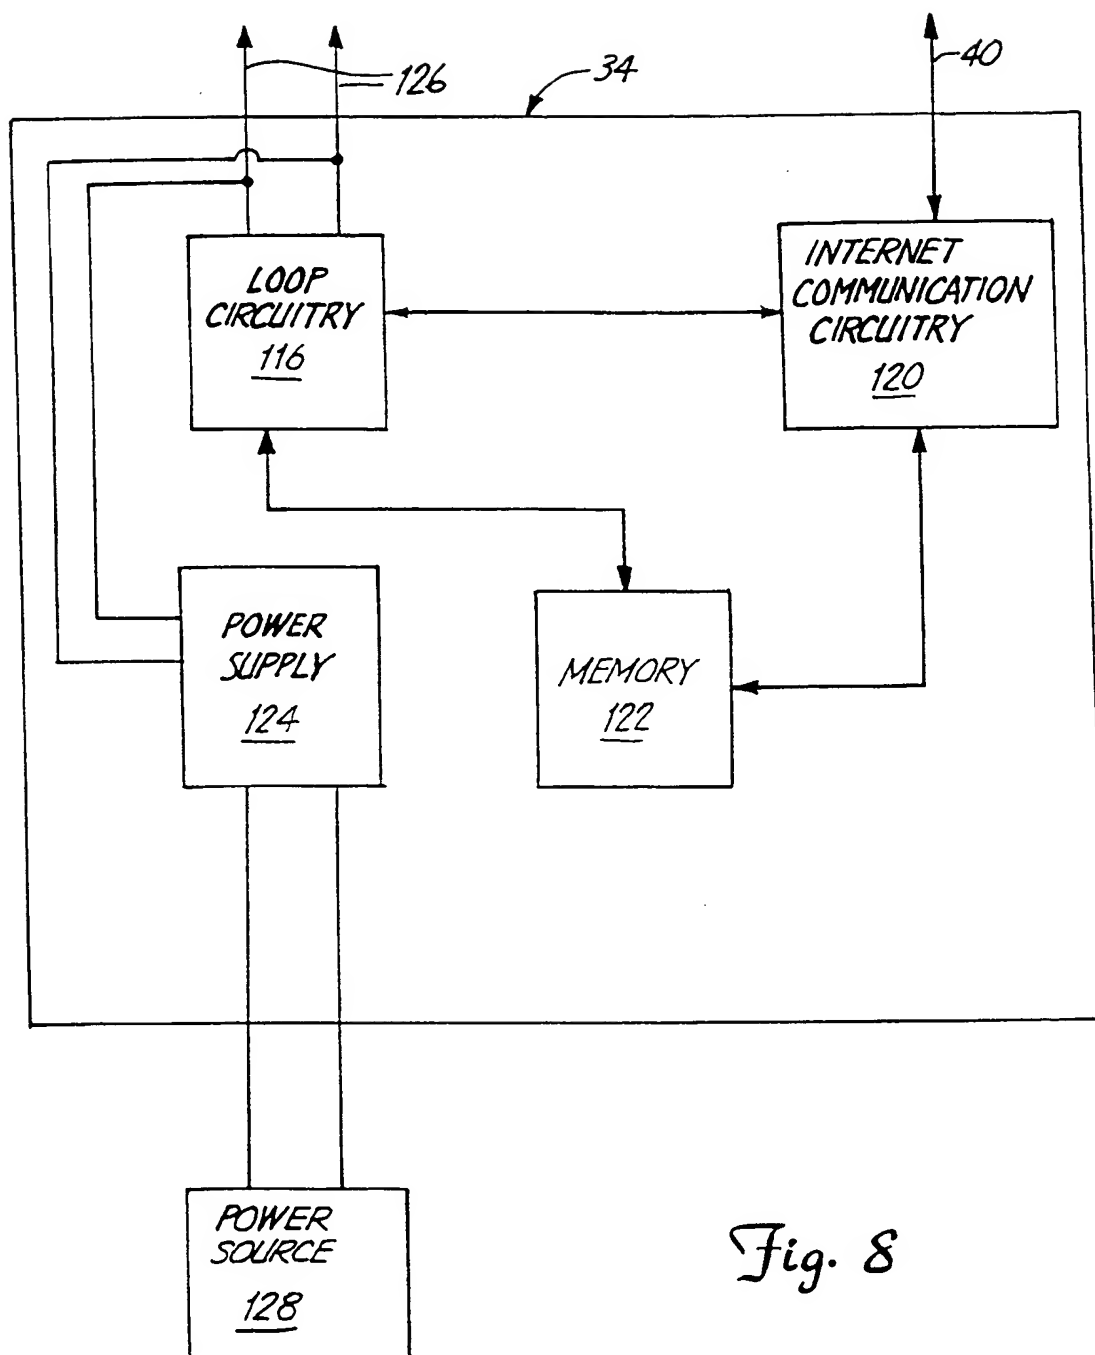 126
34
40
LOOP
CIRCUITRY
116
INTERNET
COMMUNICATION
CIRCUITRY
120
POWER
SUPPLY
124
MEMORY
122
POWER
SOURCE
128
Fig. 8